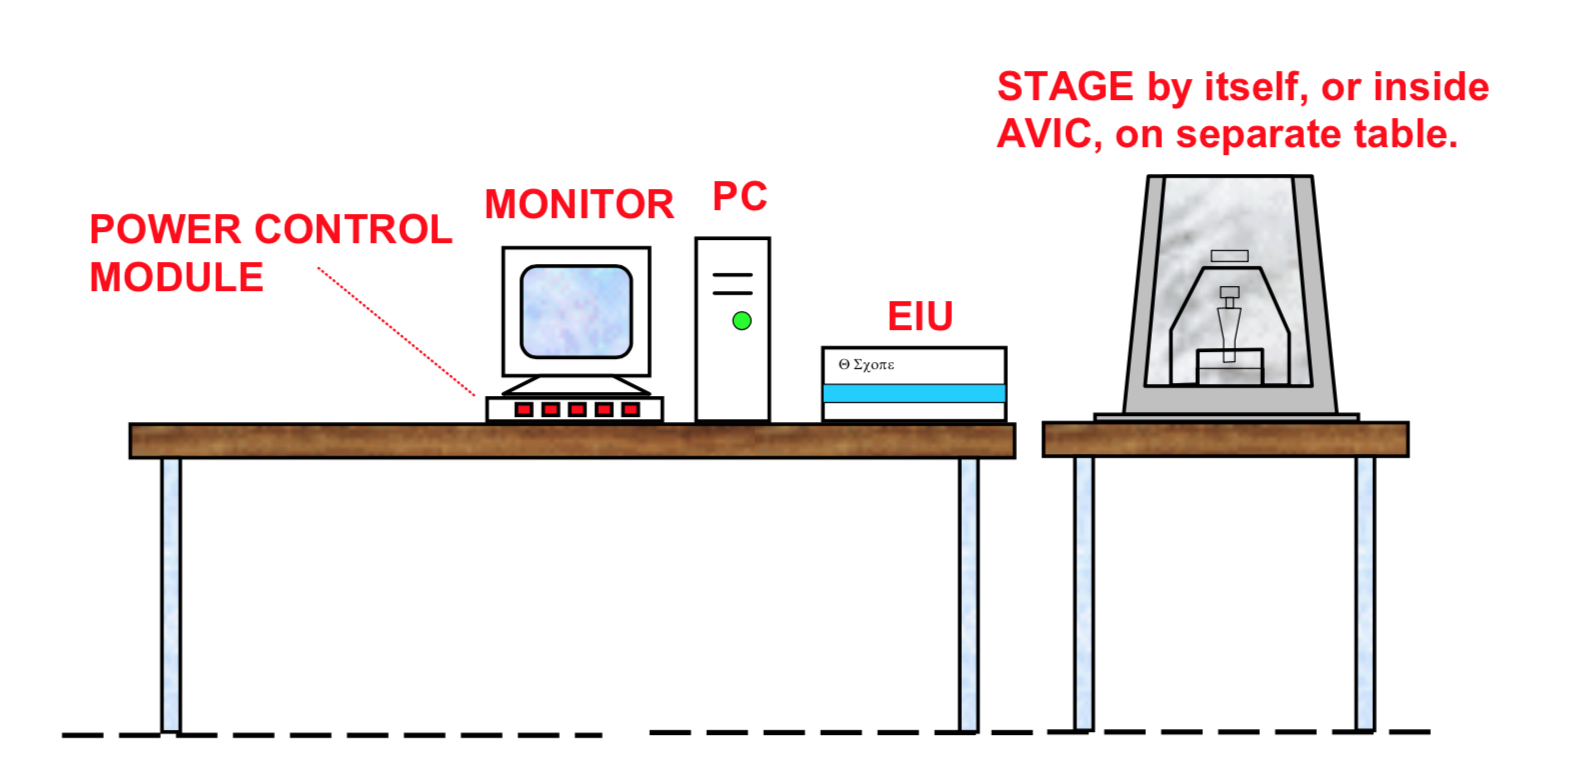 STAGE by itself, or inside
AVIC, on separate table.
POWER CONTROL
MODULE
MONITOR
PC
EIU
Θ Σχοπε